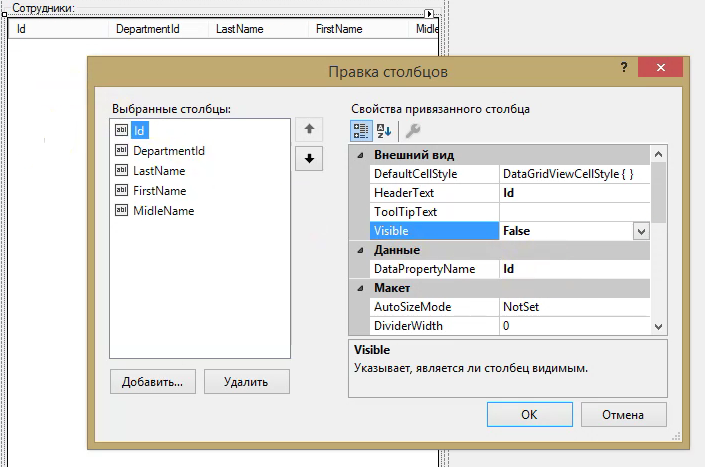 Сотрудники:
Id DepartmentId LastName FirstName Midle
? x
Правка столбцов
Выбранные столбцы:
Свойства привязанного столбца
Id
DepartmentId
LastName
FirstName
MidleName
Внешний вид
DefaultCellStyle DataGridViewCellStyle { }
HeaderText Id
ToolTipText
Visible False
Данные
DataPropertyName Id
Макет
AutoSizeMode NotSet
DividerWidth 0
Visible
Указывает, является ли столбец видимым.
Добавить... Удалить
OK Отмена